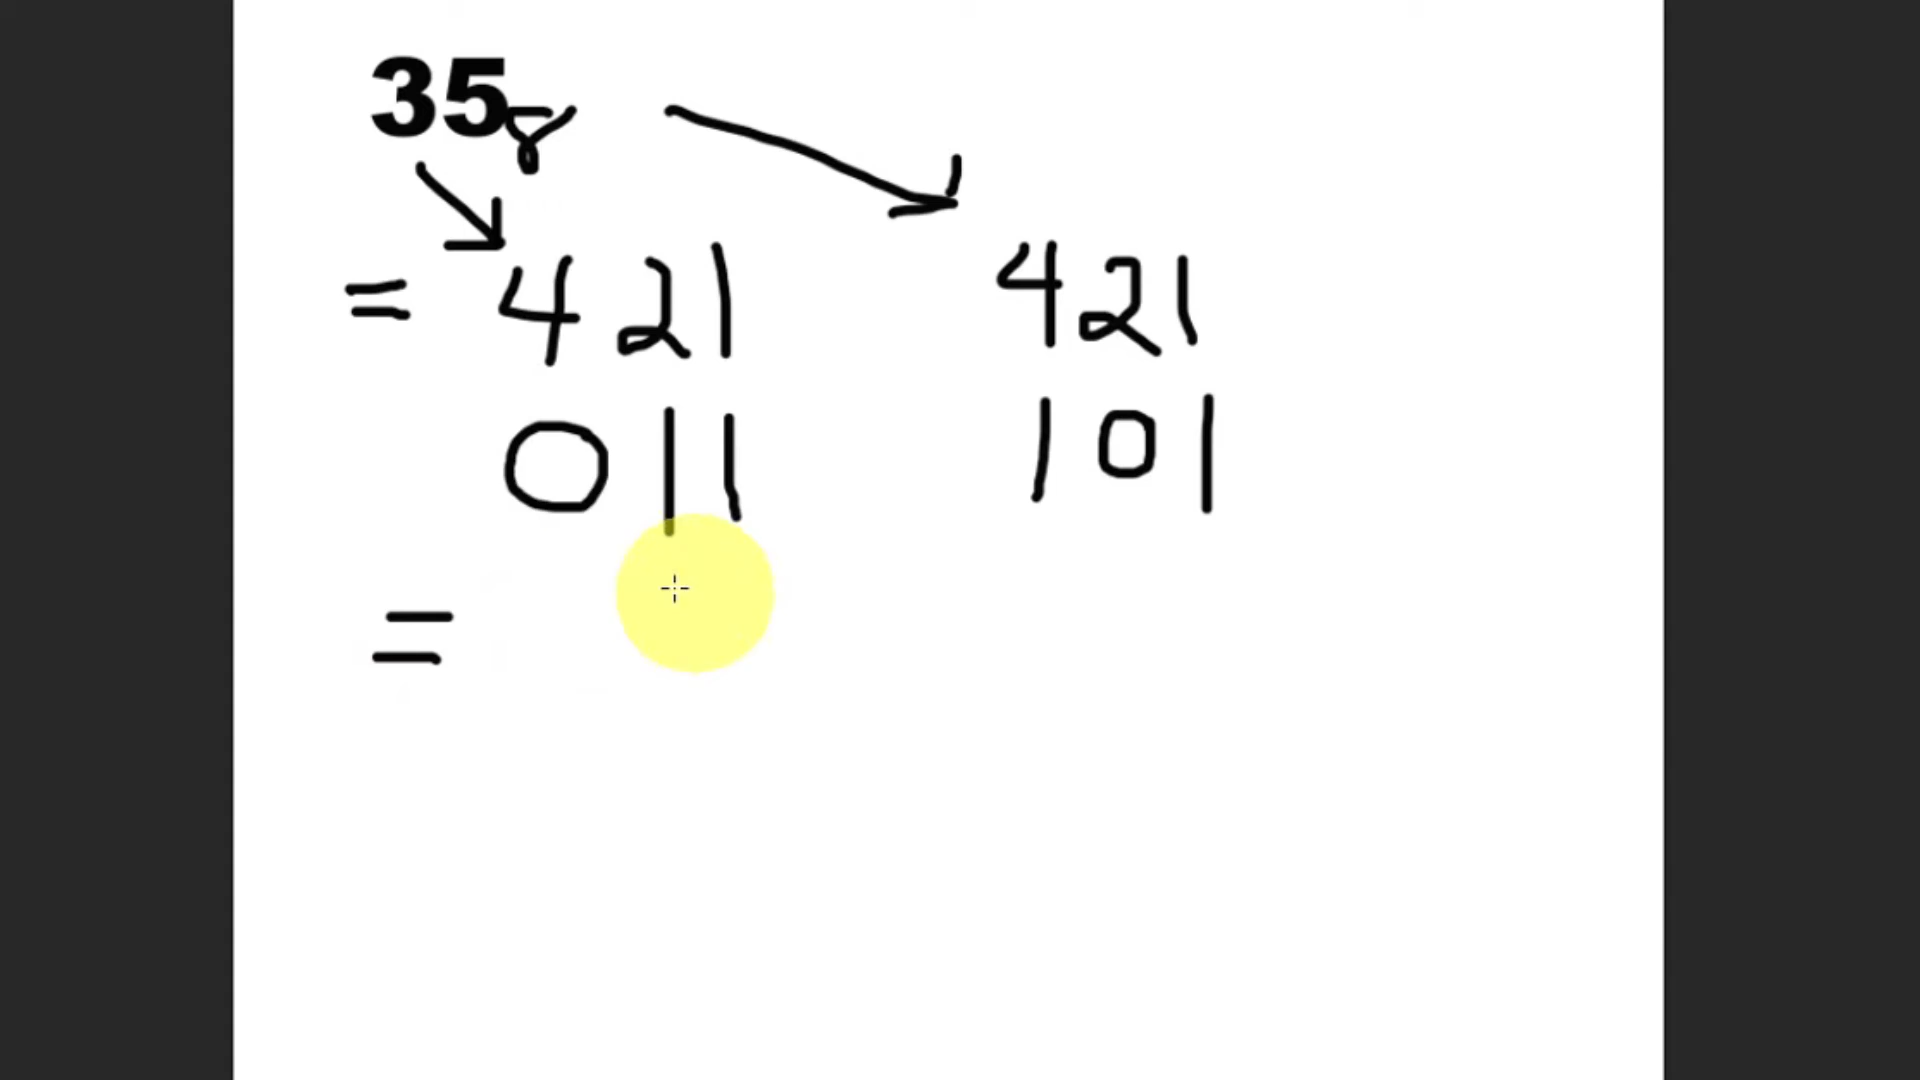 35₈
= 421 421
011 101
=